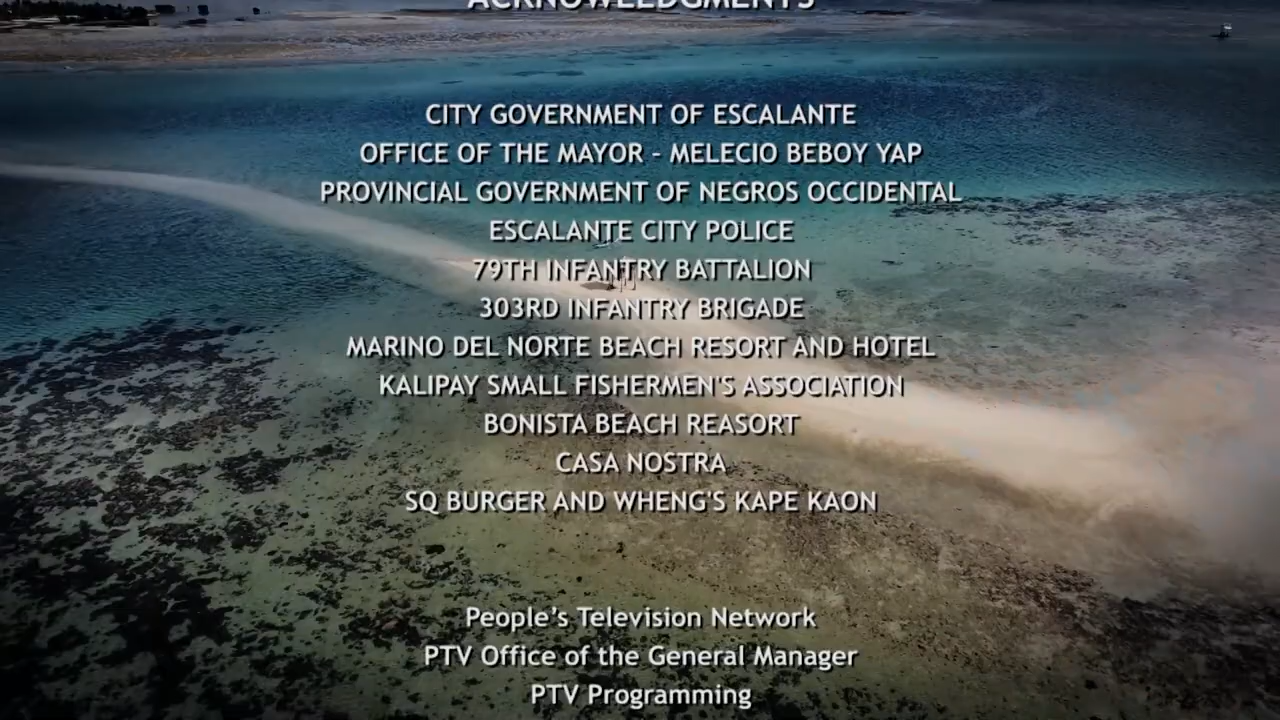 ACKNOWLEDGMENTS
CITY GOVERNMENT OF ESCALANTE
OFFICE OF THE MAYOR - MELECIO BEBOY YAP
PROVINCIAL GOVERNMENT OF NEGROS OCCIDENTAL
ESCALANTE CITY POLICE
79TH INFANTRY BATTALION
303RD INFANTRY BRIGADE
MARINO DEL NORTE BEACH RESORT AND HOTEL
KALIPAY SMALL FISHERMEN'S ASSOCIATION
BONISTA BEACH REASORT
CASA NOSTRA
SQ BURGER AND WHENG'S KAPE KAON
People’s Television Network
PTV Office of the General Manager
PTV Programming